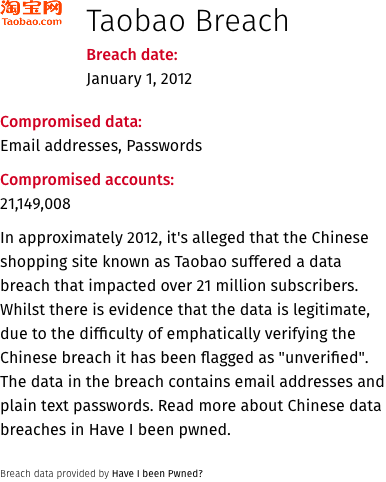 淘宝网
Taobao.com
Taobao Breach
Breach date:
January 1, 2012
Compromised data:
Email addresses, Passwords
Compromised accounts:
21,149,008
In approximately 2012, it's alleged that the Chinese
shopping site known as Taobao suffered a data
breach that impacted over 21 million subscribers.
Whilst there is evidence that the data is legitimate,
due to the difficulty of emphatically verifying the
Chinese breach it has been flagged as "unverified".
The data in the breach contains email addresses and
plain text passwords. Read more about Chinese data
breaches in Have I been pwned.
Breach data provided by Have I been Pwned?